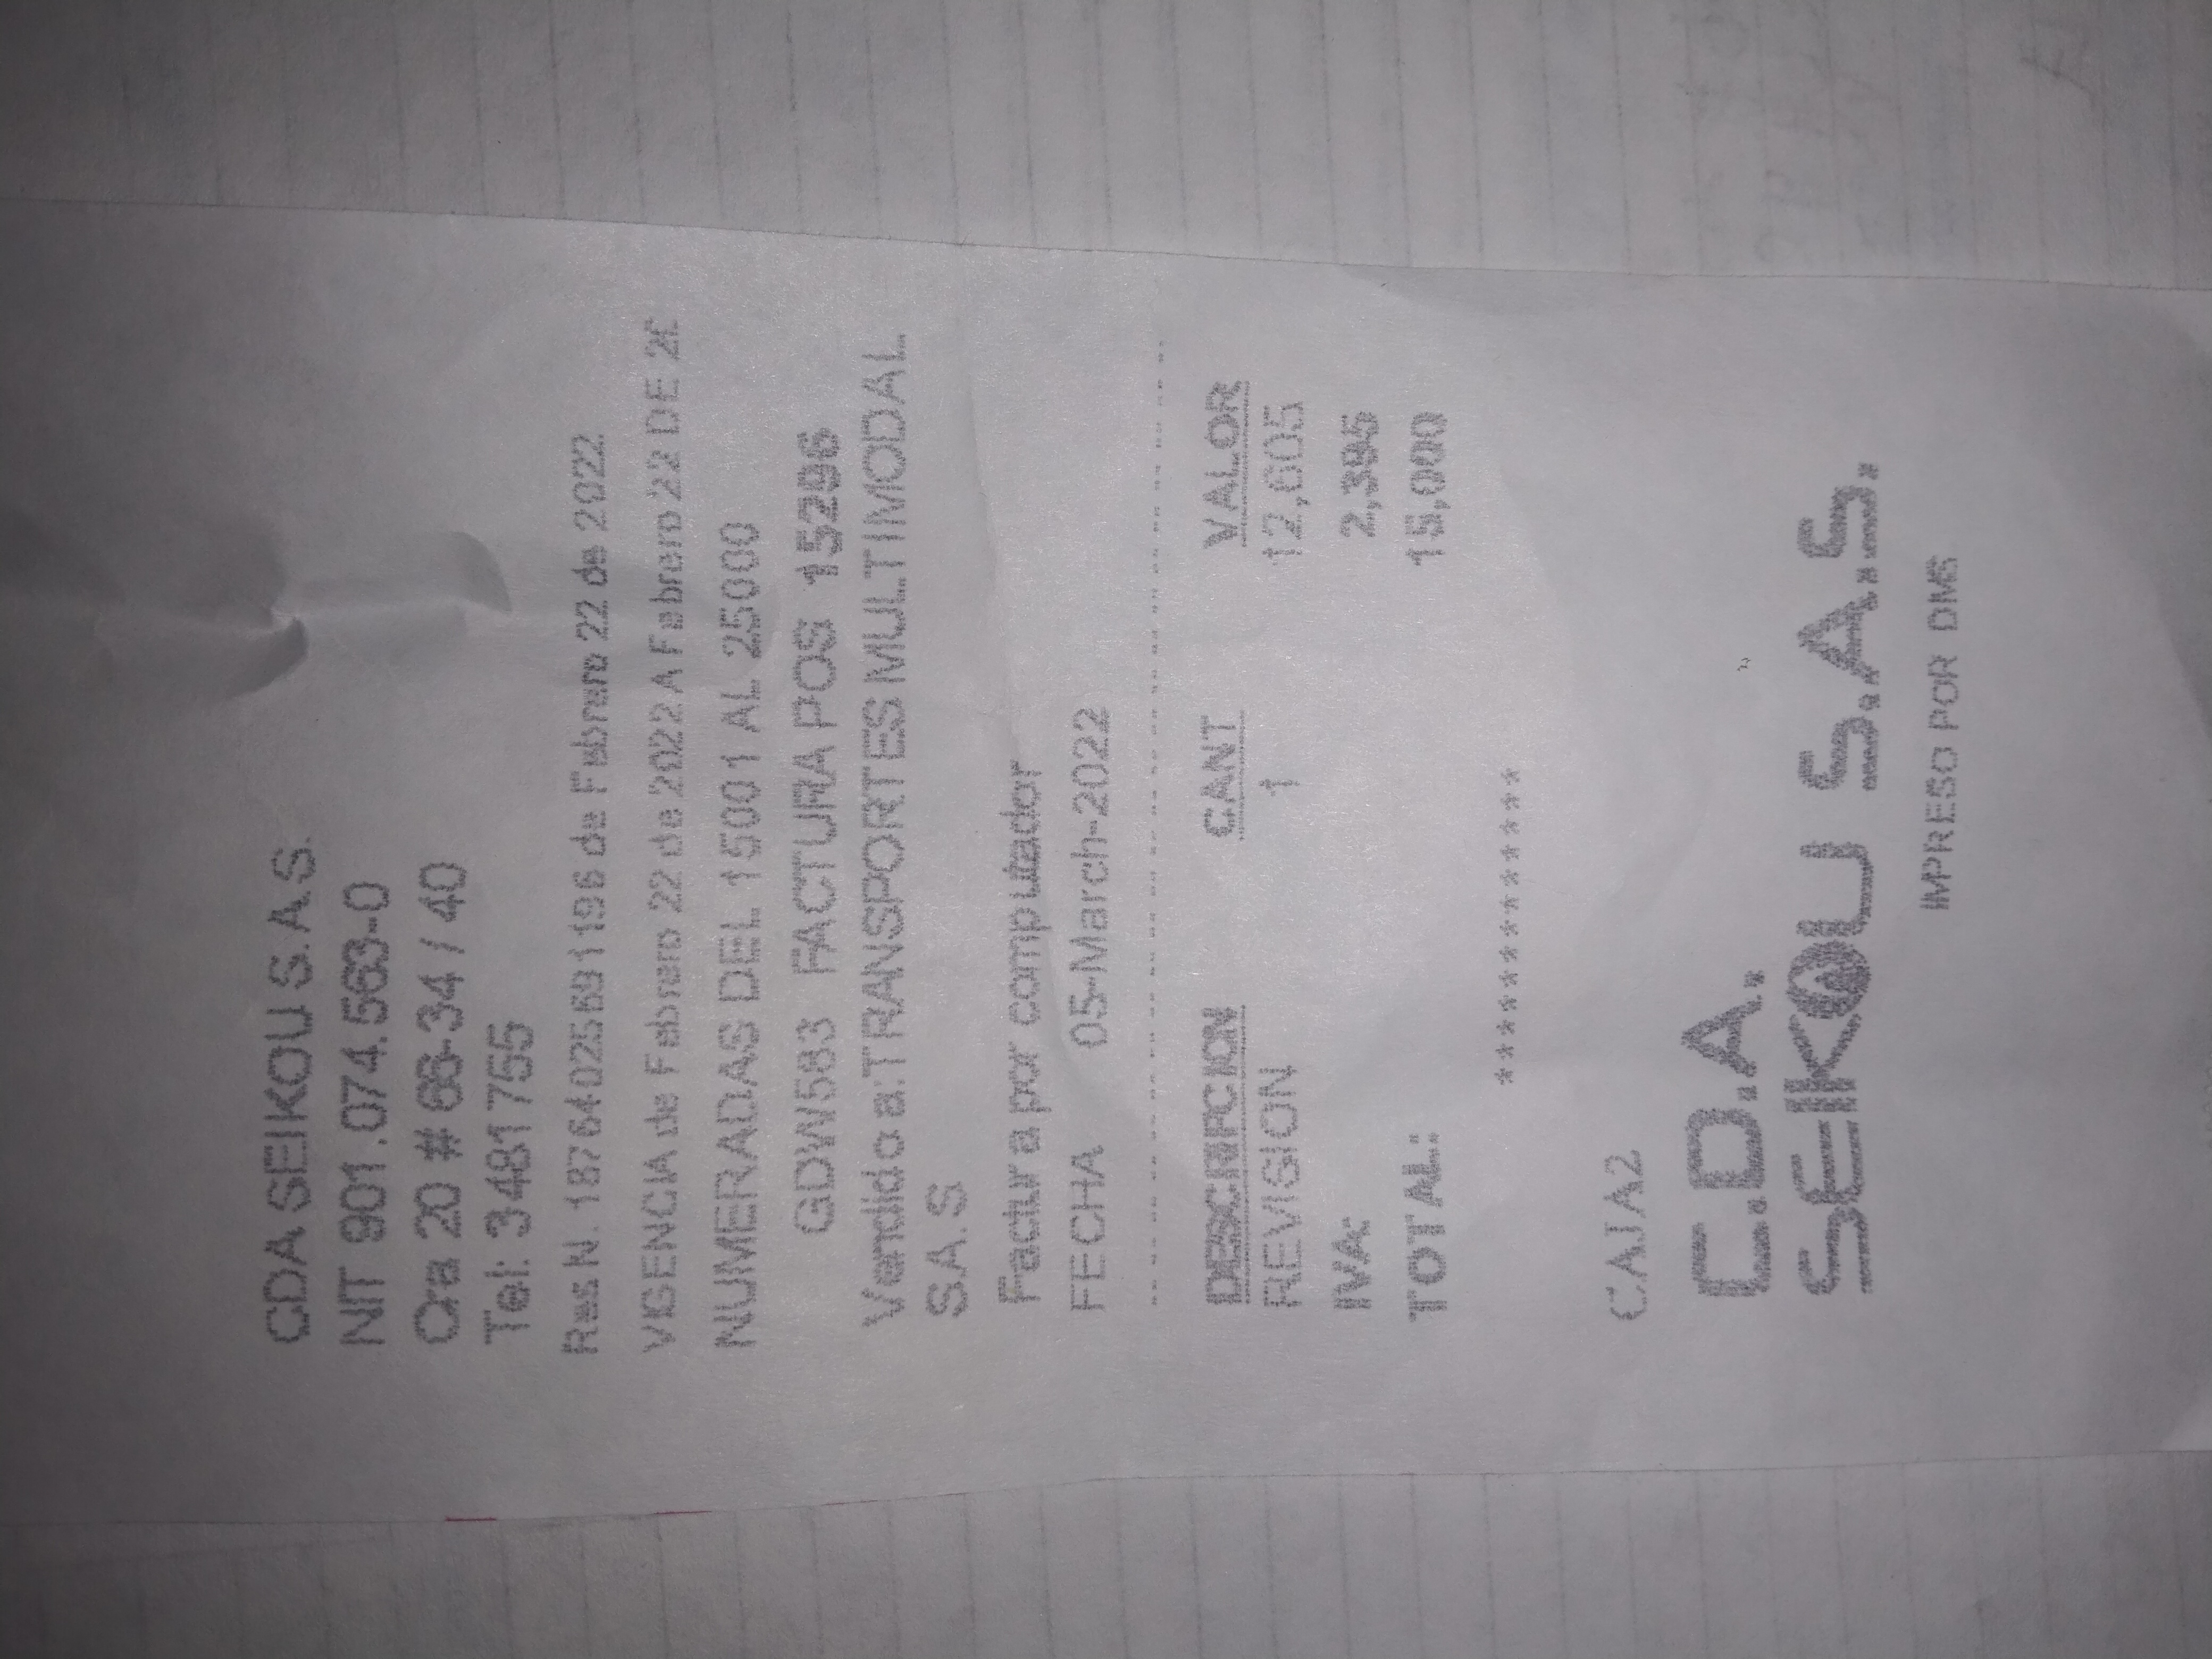 CDA SEIKOU S.A.S.
NIT 901.074.563-0
Cra 20 # 66-34 / 40
Tel: 3481755
Res N. 18764025691196 de Febrero 22 de 2022
VIGENCIA de Febrero 22 de 2022 A Febrero 22 DE 20
NUMERADAS DEL 15001 AL 25000
GDW583 FACTURA POS 15296
Vendido a:TRANSPORTES MULTIMODAL
S.A.S
Factura por computador
FECHA 05-March-2022
DESCRIPCION CANT VALOR
REVISION 1 12,605
IVA: 2,395
TOTAL: 15,000
*************
CAJA2
C.D.A.
SEIKOU S.A.S.
IMPRESO POR DMS